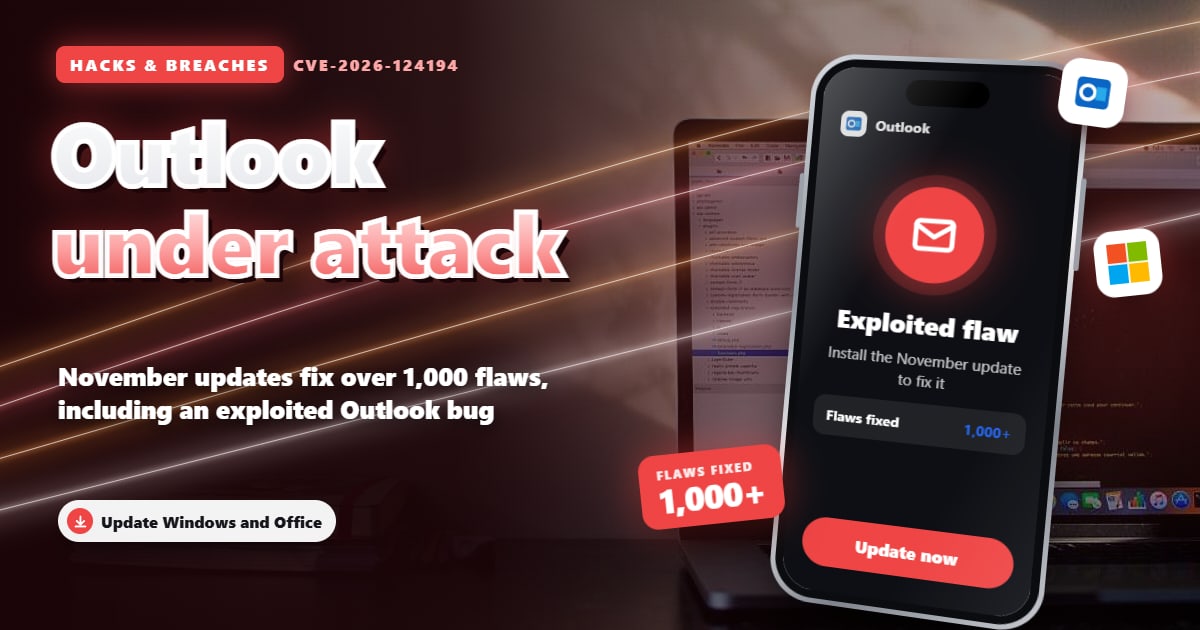 HACKS & BREACHES CVE-2026-124194
Outlook
under attack
November updates fix over 1,000 flaws,
including an exploited Outlook bug
Update Windows and Office
FLAWS FIXED
1,000+
Outlook
Exploited flaw
Install the November update
to fix it
Flaws fixed 1,000+
Update now